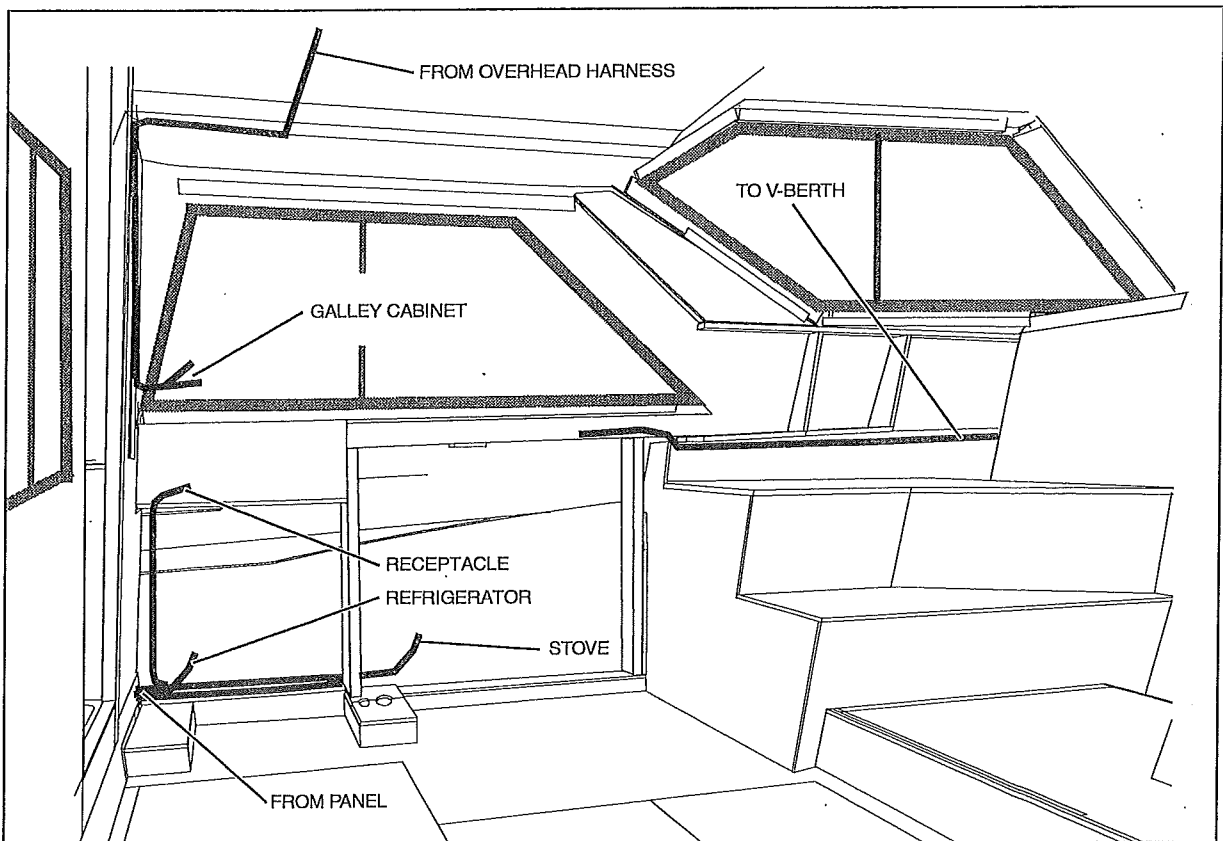 FROM OVERHEAD HARNESS
TO V-BERTH
GALLEY CABINET
RECEPTACLE
REFRIGERATOR
STOVE
FROM PANEL